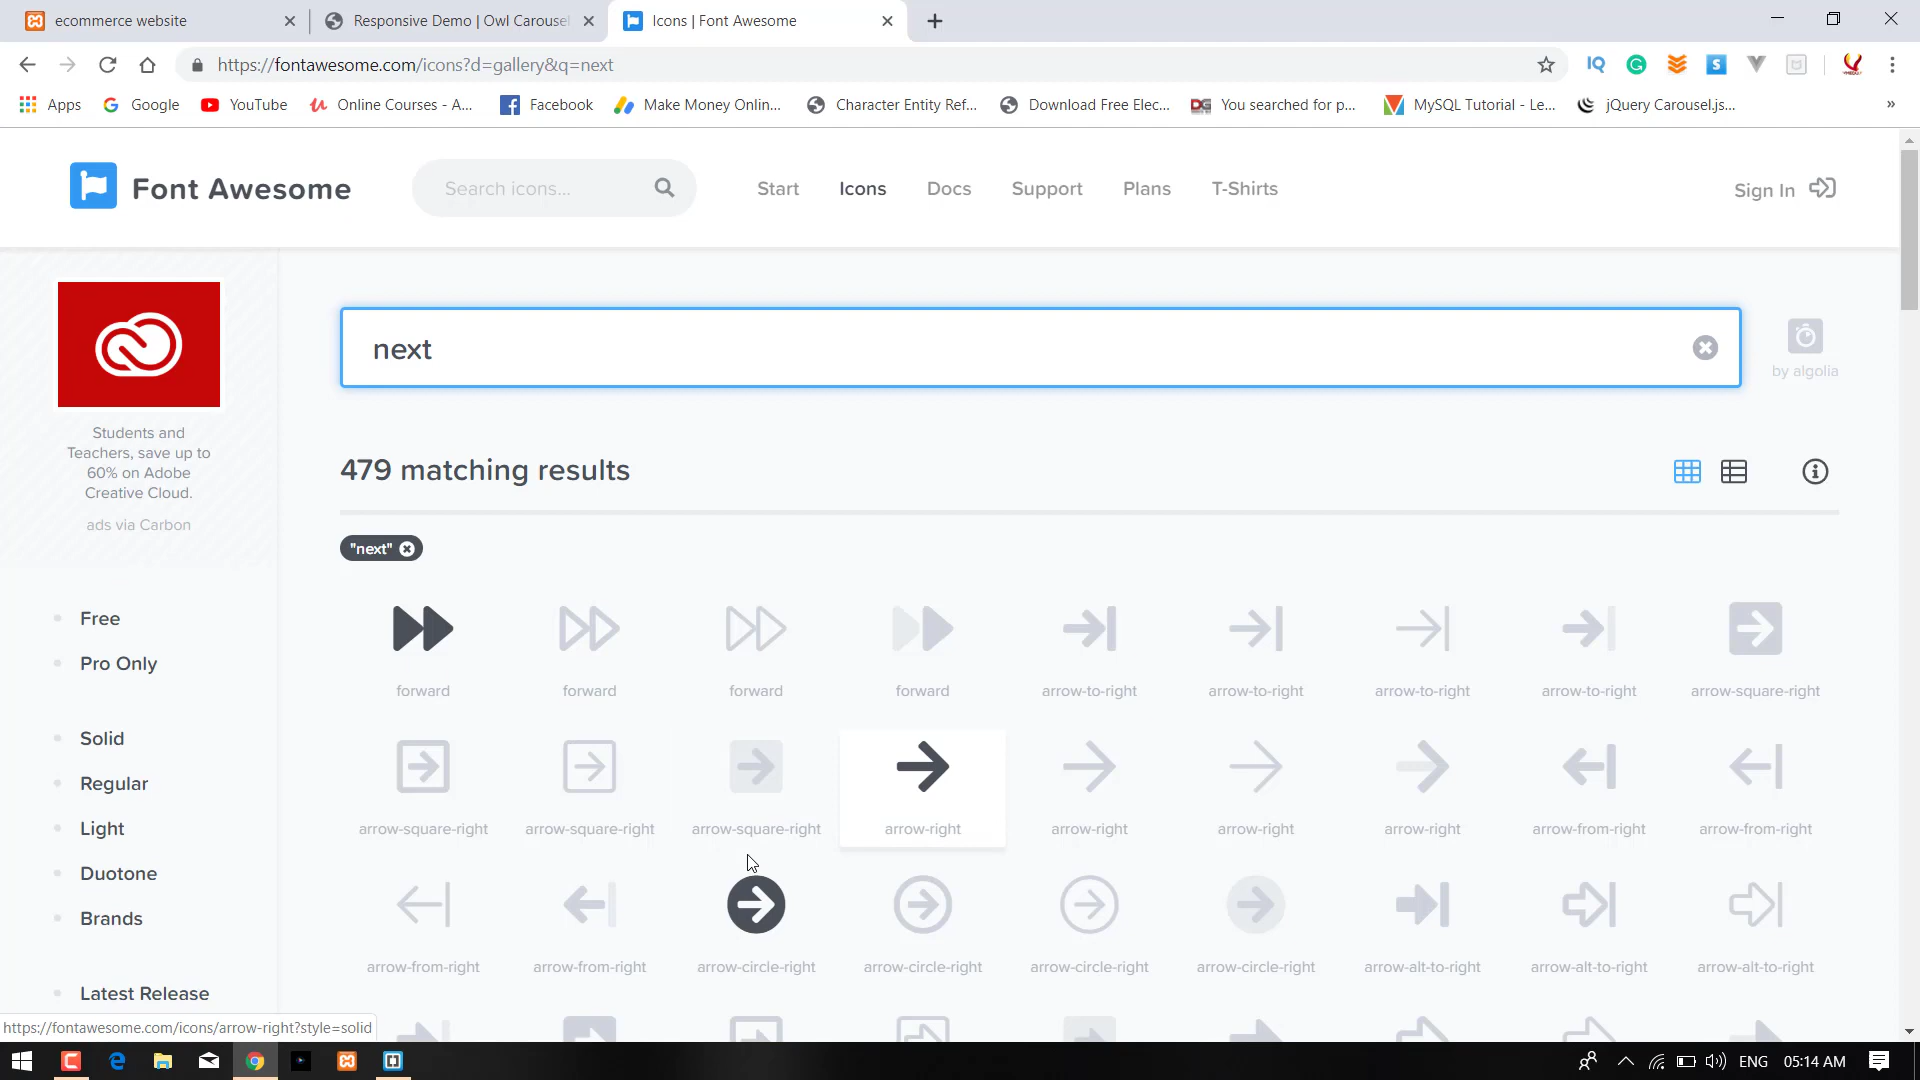 ecommerce website
Responsive Demo | Owl Carousel
Icons | Font Awesome
https://fontawesome.com/icons?d=gallery&q=next
IQ
Apps
Google
YouTube
Online Courses - A...
Facebook
Make Money Onlin...
Character Entity Ref...
Download Free Elec...
You searched for p...
MySQL Tutorial - Le...
jQuery Carousel.js...
»
Font Awesome
Search icons...
Start
Icons
Docs
Support
Plans
T-Shirts
Sign In
next
by algolia
Students and
Teachers, save up to
60% on Adobe
Creative Cloud.
ads via Carbon
479 matching results
"next"
Free
Pro Only
Solid
Regular
Light
Duotone
Brands
Latest Release
forward
forward
forward
forward
arrow-to-right
arrow-to-right
arrow-to-right
arrow-to-right
arrow-square-right
arrow-square-right
arrow-square-right
arrow-square-right
arrow-right
arrow-right
arrow-right
arrow-right
arrow-from-right
arrow-from-right
arrow-from-right
arrow-from-right
arrow-circle-right
arrow-circle-right
arrow-circle-right
arrow-circle-right
arrow-alt-to-right
arrow-alt-to-right
arrow-alt-to-right
https://fontawesome.com/icons/arrow-right?style=solid
ENG
05:14 AM